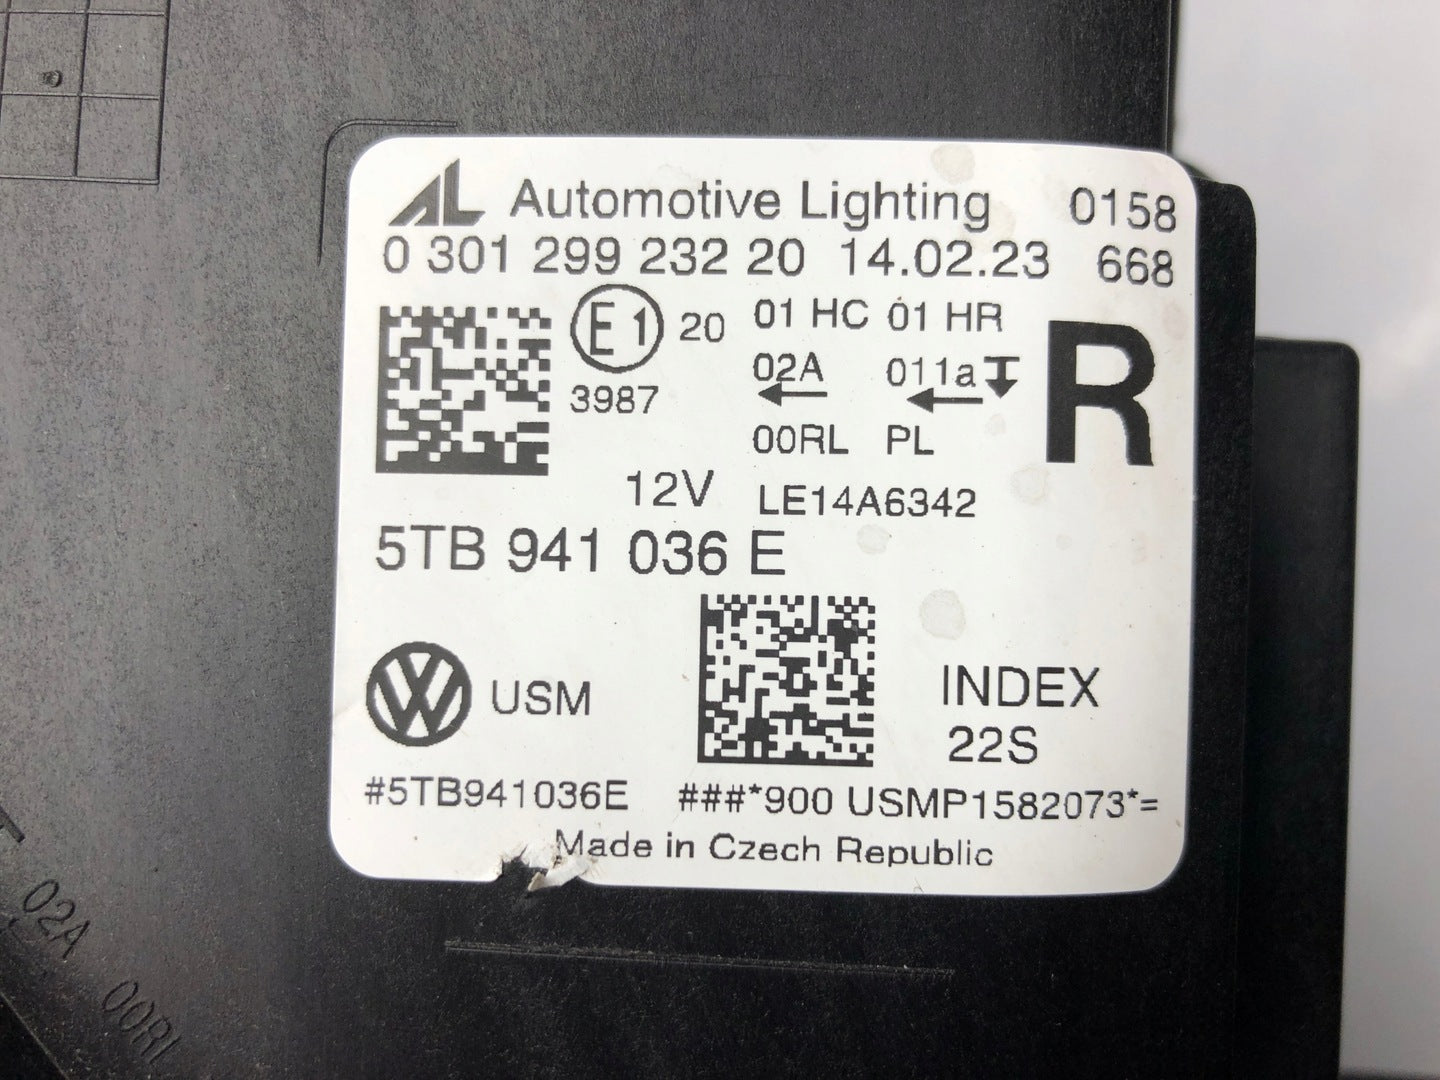 AL Automotive Lighting 0158
0 301 299 232 20 14.02.23 668
E1 20 01 HC 01 HR
3987 02A 011a R
00RL PL
12V LE14A6342
5TB 941 036 E
VW USM INDEX
22S
#5TB941036E ###*900 USMP1582073*=
Made in Czech Republic
02A 00RL